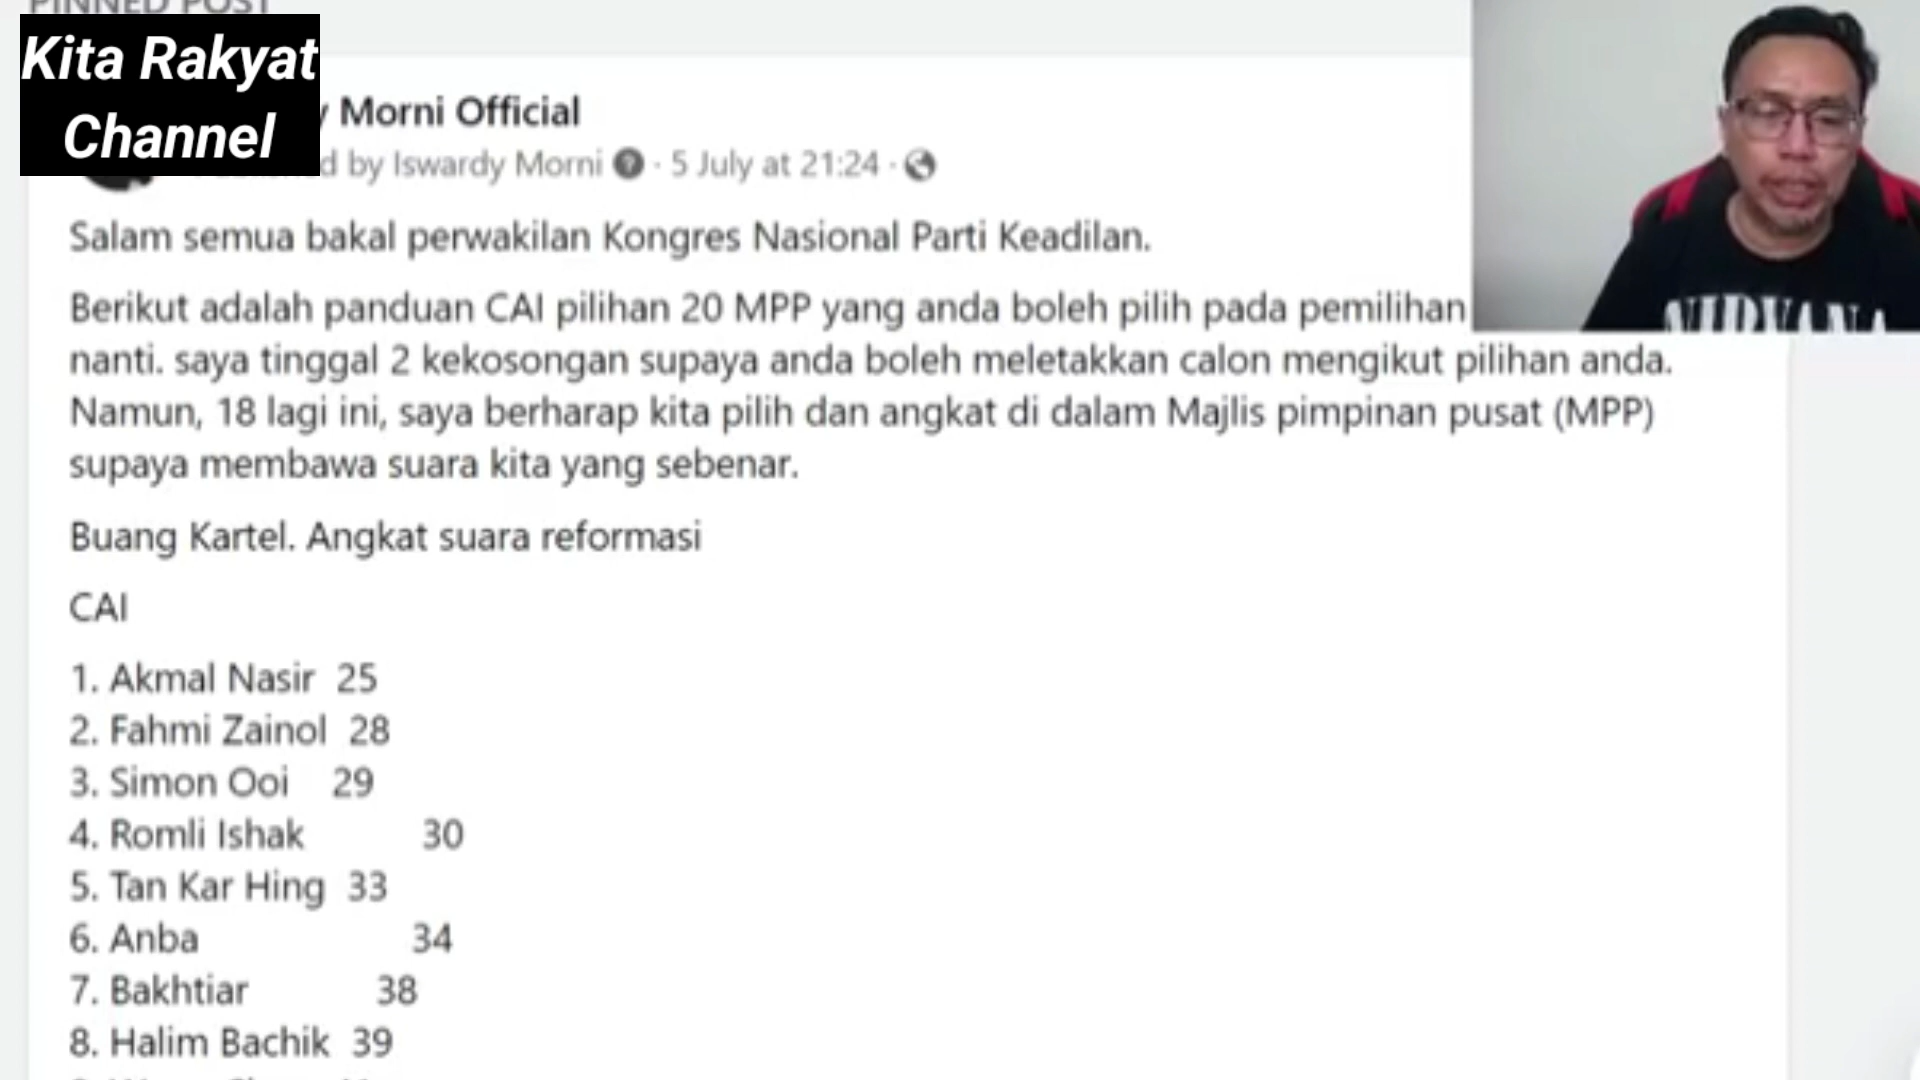 PINNED POST
Kita Rakyat
Channel
y Morni Official
d by Iswardy Morni · 5 July at 21:24 ·
Salam semua bakal perwakilan Kongres Nasional Parti Keadilan.
Berikut adalah panduan CAI pilihan 20 MPP yang anda boleh pilih pada pemilihan
nanti. saya tinggal 2 kekosongan supaya anda boleh meletakkan calon mengikut pilihan anda.
Namun, 18 lagi ini, saya berharap kita pilih dan angkat di dalam Majlis pimpinan pusat (MPP)
supaya membawa suara kita yang sebenar.
Buang Kartel. Angkat suara reformasi
CAI
1. Akmal Nasir 25
2. Fahmi Zainol 28
3. Simon Ooi 29
4. Romli Ishak 30
5. Tan Kar Hing 33
6. Anba 34
7. Bakhtiar 38
8. Halim Bachik 39
NIRVANA